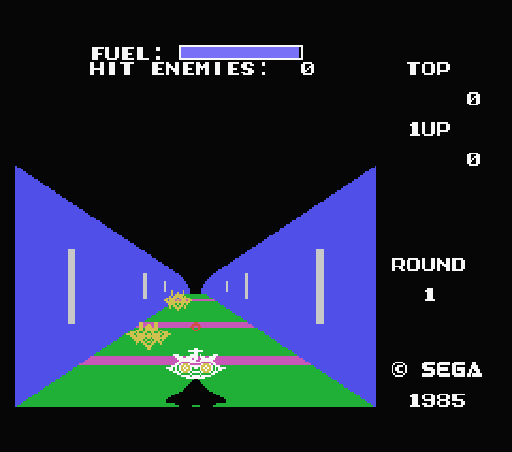 FUEL:
HIT ENEMIES: 0
TOP
0
1UP
0
ROUND
1
© SEGA
1985